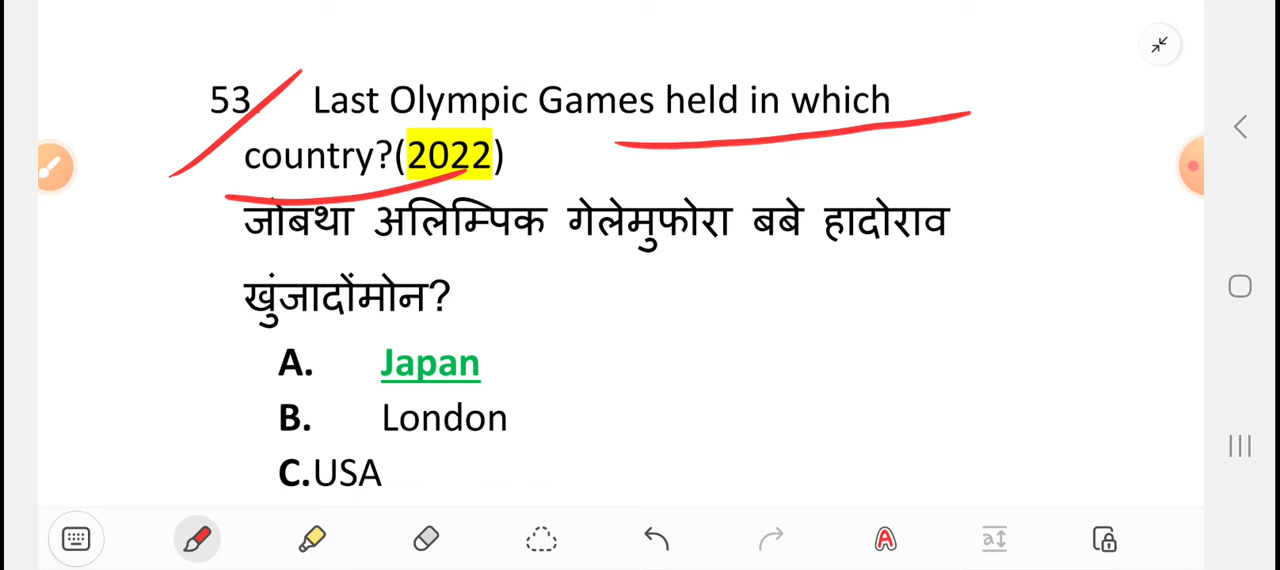 53. Last Olympic Games held in which
country?(2022)
जोबथा अलिम्पिक गेलेमुफोरा बबे हादोराव
खुंजादोंमोन?
A. Japan
B. London
C.USA
A
a